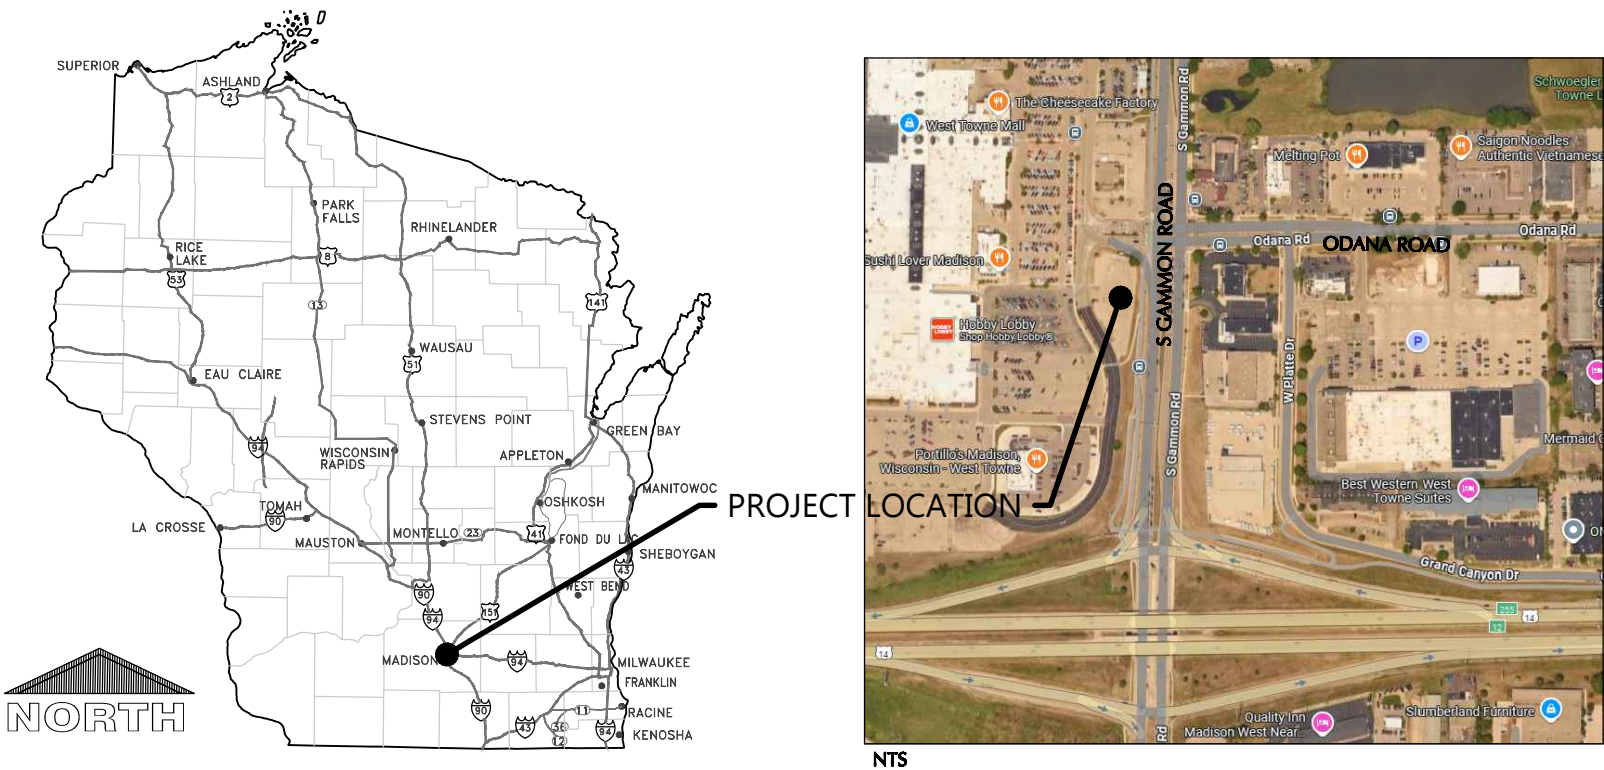 SUPERIOR
ASHLAND
2
PARK
FALLS
RHINELANDER
RICE
LAKE
8
53
141
13
WAUSAU
51
EAU CLAIRE
STEVENS POINT
GREEN BAY
94
WISCONSIN
RAPIDS
APPLETON
MANITOWOC
OSHKOSH
TOMAH
90
LA CROSSE
MONTELLO
23
41
FOND DU LAC
MAUSTON
SHEBOYGAN
43
WEST BEND
90
94
151
MADISON
94
MILWAUKEE
FRANKLIN
90
11
RACINE
43
36
94
KENOSHA
12
NORTH
PROJECT LOCATION
S Gammon Rd
Schwoegler
Towne L
The Cheesecake Factory
West Towne Mall
Melting Pot
Saigon Noodles
Authentic Vietnamese
S GAMMON ROAD
Odana Rd
ODANA ROAD
Odana Rd
Sushi Lover Madison
HOBBY
LOBBY
Hobby Lobby
Shop Hobby Lobby®
P
W Platte Dr
S Gammon Rd
Mermaid C
Portillo's Madison,
Wisconsin - West Towne
Best Western West
Towne Suites
Grand Canyon Dr
255
14
12
14
Quality Inn
Madison West Near...
Slumberland Furniture
Rd
NTS